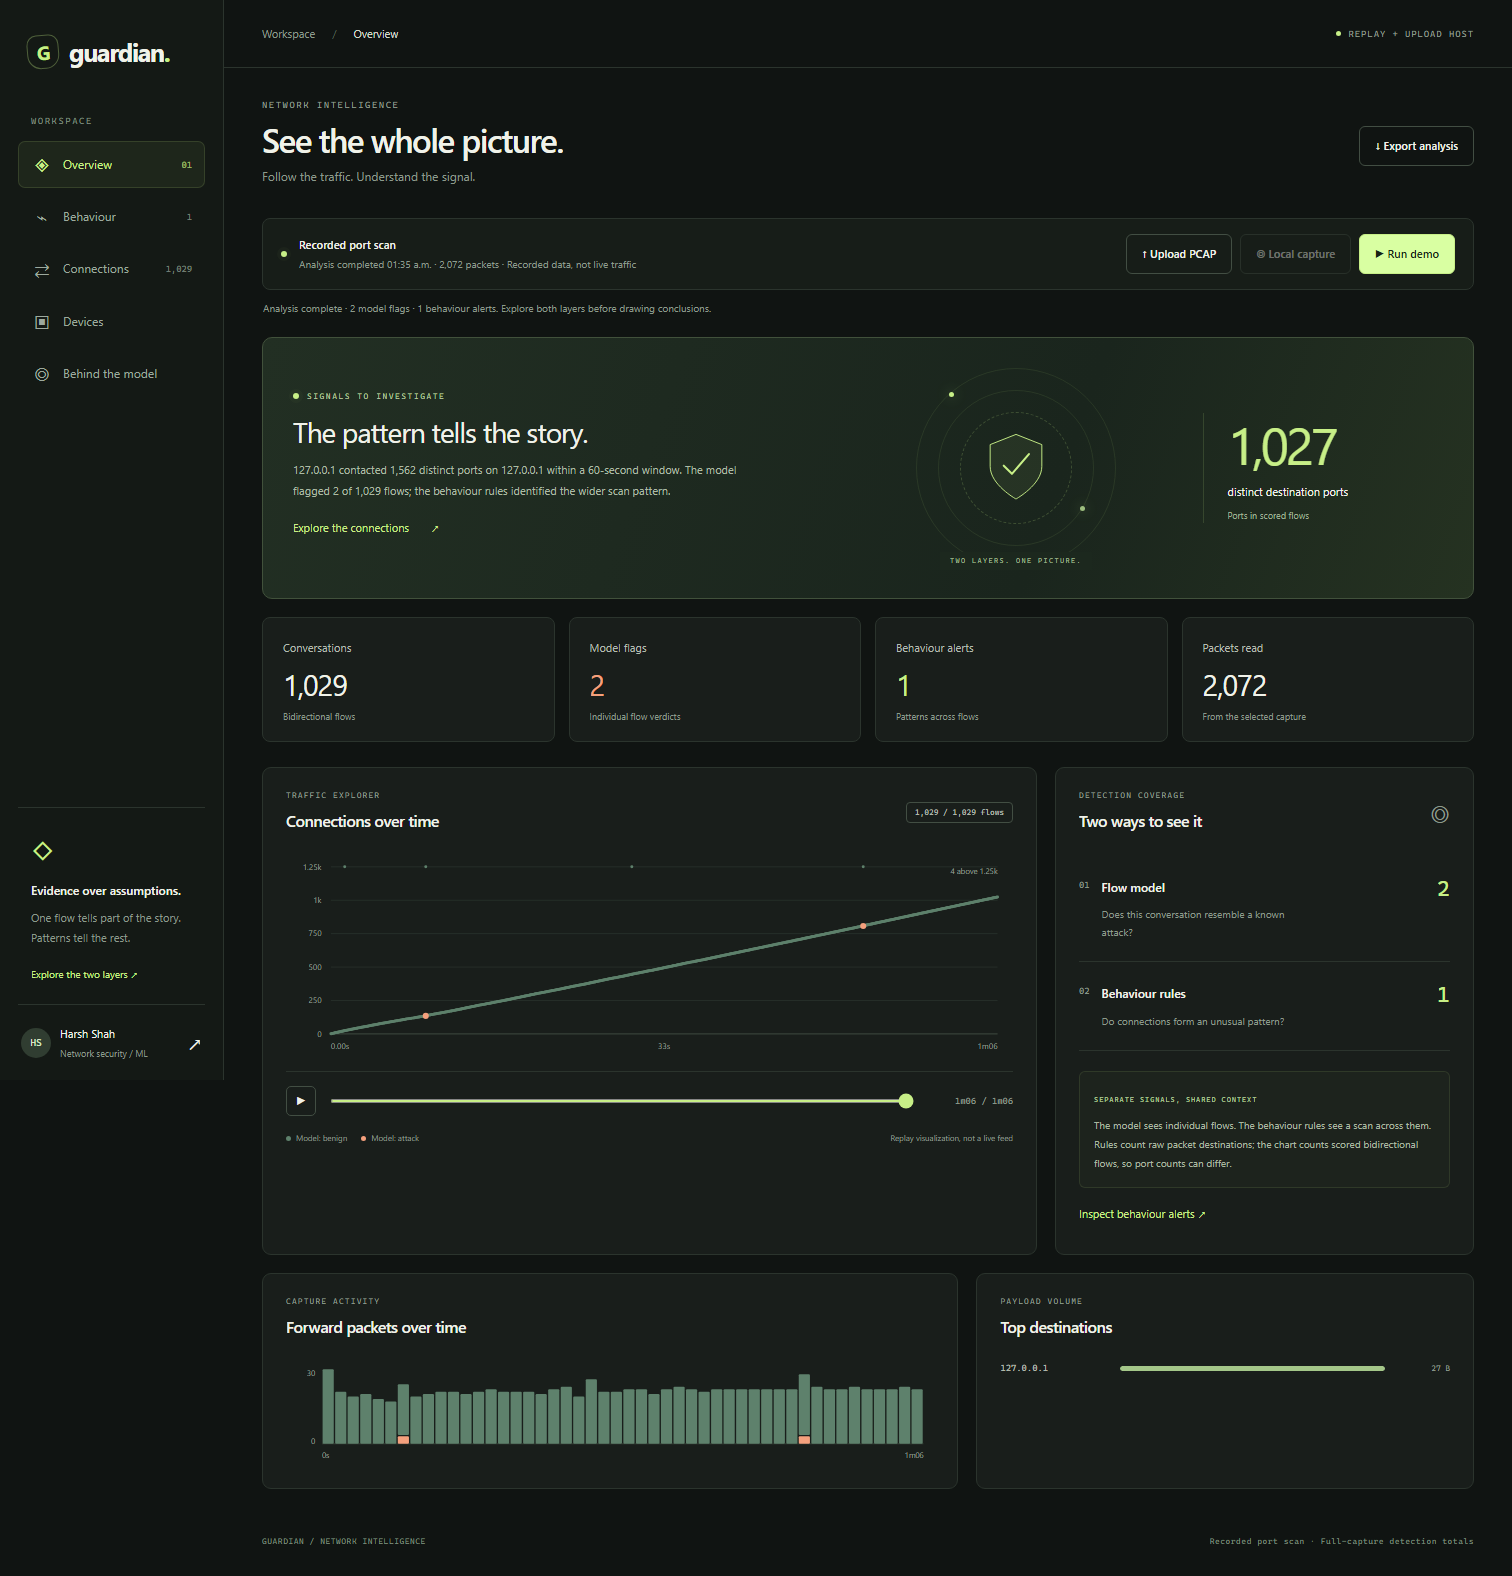 G guardian.
Workspace / Overview
REPLAY + UPLOAD HOST
WORKSPACE
Overview 01
Behaviour 1
Connections 1,029
Devices
Behind the model
Evidence over assumptions.
One flow tells part of the story.
Patterns tell the rest.
Explore the two layers ↗
HS
Harsh Shah
Network security / ML
↗
NETWORK INTELLIGENCE
See the whole picture.
Follow the traffic. Understand the signal.
↓ Export analysis
Recorded port scan
Analysis completed 01:35 a.m. · 2,072 packets · Recorded data, not live traffic
↑ Upload PCAP
◎ Local capture
▶ Run demo
Analysis complete · 2 model flags · 1 behaviour alerts. Explore both layers before drawing conclusions.
SIGNALS TO INVESTIGATE
The pattern tells the story.
127.0.0.1 contacted 1,562 distinct ports on 127.0.0.1 within a 60-second window. The model
flagged 2 of 1,029 flows; the behaviour rules identified the wider scan pattern.
Explore the connections ↗
TWO LAYERS. ONE PICTURE.
1,027
distinct destination ports
Ports in scored flows
Conversations
1,029
Bidirectional flows
Model flags
2
Individual flow verdicts
Behaviour alerts
1
Patterns across flows
Packets read
2,072
From the selected capture
TRAFFIC EXPLORER
Connections over time
1,029 / 1,029 flows
1.25k
4 above 1.25k
1k
750
500
250
0
0.00s 33s 1m06
▶
1m06 / 1m06
Model: benign Model: attack
Replay visualization, not a live feed
DETECTION COVERAGE
Two ways to see it
01 Flow model 2
Does this conversation resemble a known
attack?
02 Behaviour rules 1
Do connections form an unusual pattern?
SEPARATE SIGNALS, SHARED CONTEXT
The model sees individual flows. The behaviour rules see a scan across them.
Rules count raw packet destinations; the chart counts scored bidirectional
flows, so port counts can differ.
Inspect behaviour alerts ↗
CAPTURE ACTIVITY
Forward packets over time
30
0
0s 1m06
PAYLOAD VOLUME
Top destinations
127.0.0.1 27 B
GUARDIAN / NETWORK INTELLIGENCE
Recorded port scan · Full-capture detection totals